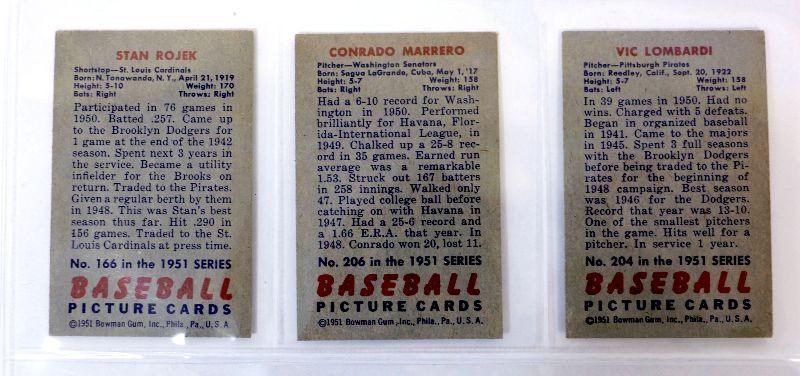 STAN ROJEK
Shortstop—St. Louis Cardinals
Born: N. Tonawanda, N.Y., April 21, 1919
Height: 5-10 Weight: 170
Bats: Right Throws: Right
Participated in 76 games in
1950. Batted .257. Came up
to the Brooklyn Dodgers for
1 game at the end of the 1942
season. Spent next 3 years in
the service. Became a utility
infielder for the Brooks on
return. Traded to the Pirates.
Given a regular berth by them
in 1948. This was Stan's best
season thus far. Hit .290 in
156 games. Traded to the St.
Louis Cardinals at press time.
No. 166 in the 1951 SERIES
BASEBALL
PICTURE CARDS
©1951 Bowman Gum, Inc., Phila., Pa., U.S.A.
CONRADO MARRERO
Pitcher—Washington Senators
Born: Sagua LaGrande, Cuba, May 1, '17
Height: 5-7 Weight: 158
Bats: Right Throws: Right
Had a 6-10 record for Wash-
ington in 1950. Performed
brilliantly for Havana, Flor-
ida-International League, in
1949. Chalked up a 25-8 rec-
ord in 35 games. Earned run
average was a remarkable
1.53. Struck out 167 batters
in 258 innings. Walked only
47. Played college ball before
catching on with Havana in
1947. Had a 25-6 record and
a 1.66 E.R.A. that year. In
1948. Conrado won 20, lost 11.
No. 206 in the 1951 SERIES
BASEBALL
PICTURE CARDS
©1951 Bowman Gum, Inc., Phila., Pa., U.S.A.
VIC LOMBARDI
Pitcher—Pittsburgh Pirates
Born: Reedley, Calif., Sept. 20, 1922
Height: 5-7 Weight: 158
Bats: Left Throws: Left
In 39 games in 1950. Had no
wins. Charged with 5 defeats.
Began in organized baseball
in 1941. Came to the majors
in 1945. Spent 3 full seasons
with the Brooklyn Dodgers
before being traded to the Pi-
rates for the beginning of
1948 campaign. Best season
was 1946 for the Dodgers.
Record that year was 13-10.
One of the smallest pitchers
in the game. Hits well for a
pitcher. In service 1 year.
No. 204 in the 1951 SERIES
BASEBALL
PICTURE CARDS
©1951 Bowman Gum, Inc., Phila., Pa., U.S.A.